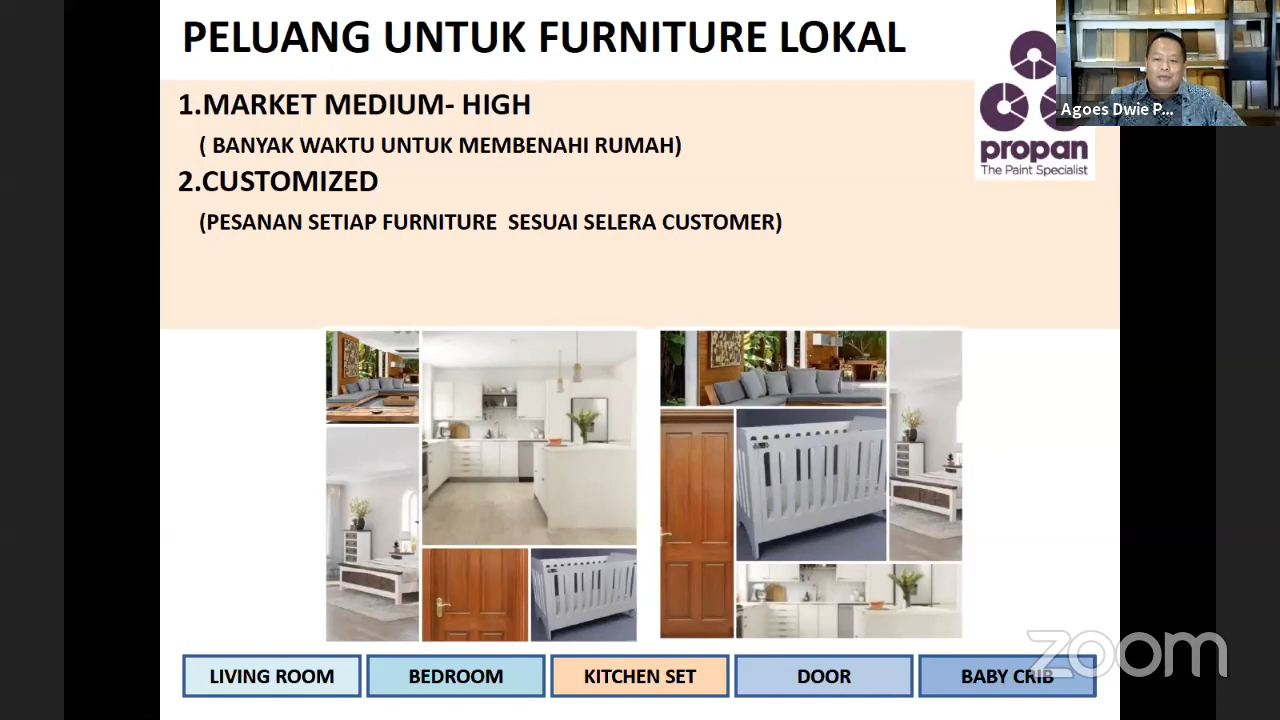 PELUANG UNTUK FURNITURE LOKAL
1.MARKET MEDIUM- HIGH
( BANYAK WAKTU UNTUK MEMBENAHI RUMAH)
2.CUSTOMIZED
(PESANAN SETIAP FURNITURE SESUAI SELERA CUSTOMER)
propan
The Paint Specialist
Agoes Dwie P...
LIVING ROOM
BEDROOM
KITCHEN SET
DOOR
BABY CRIB
zoom